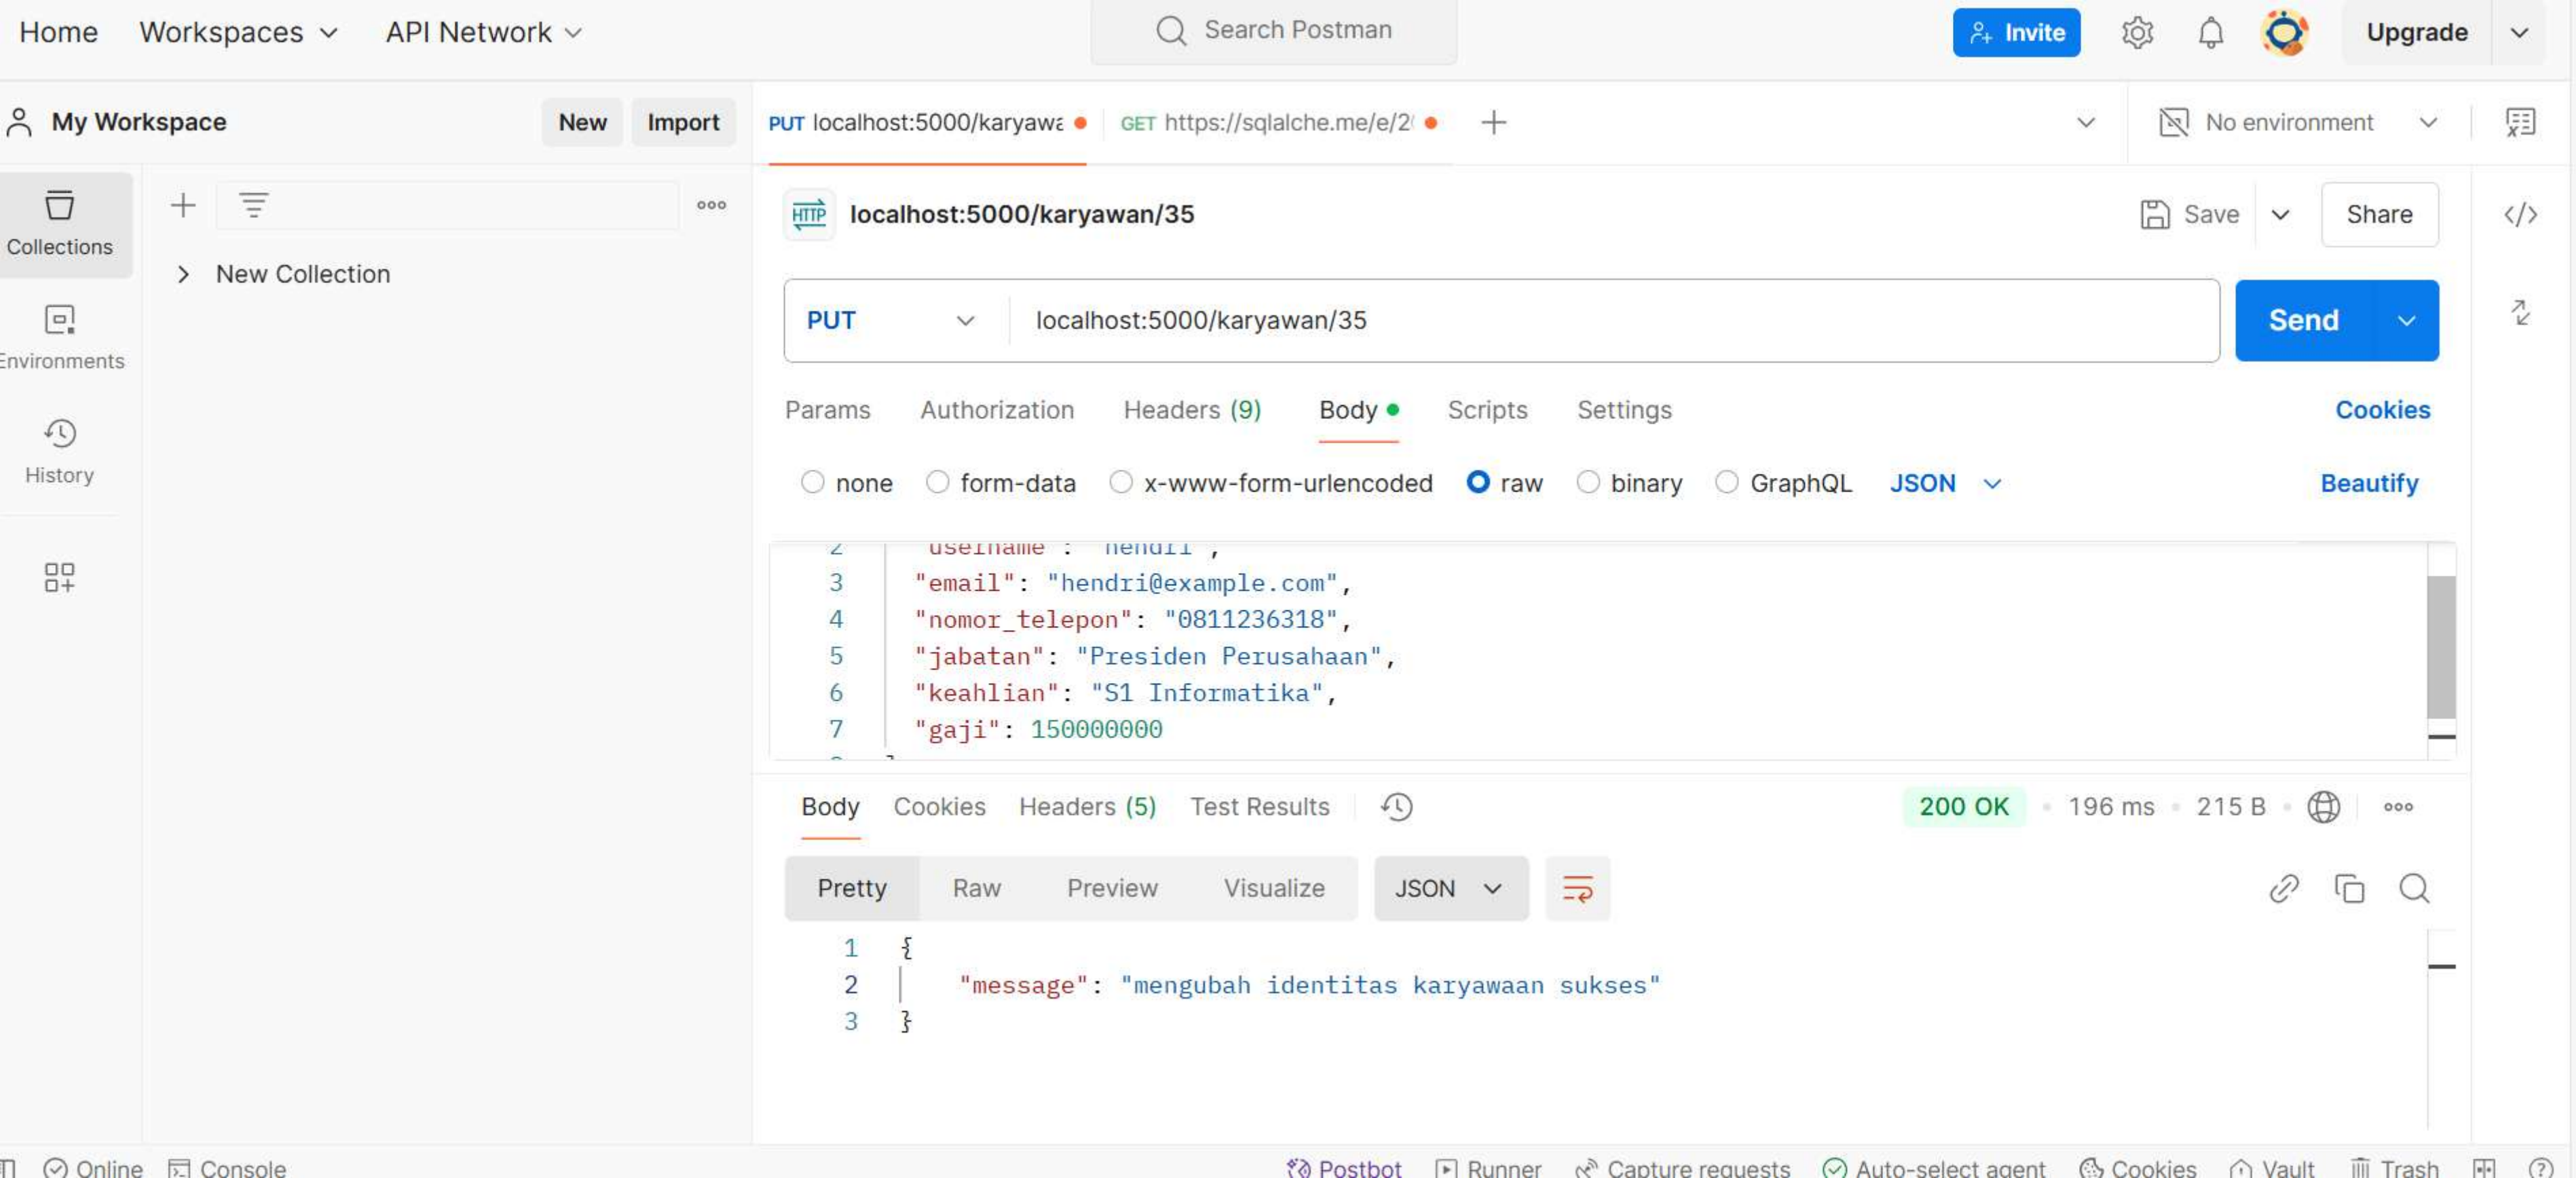 Home Workspaces API Network Search Postman Invite Upgrade
My Workspace New Import PUT localhost:5000/karyawa GET https://sqlalche.me/e/2 No environment
Collections
Environments
History
New Collection
HTTP localhost:5000/karyawan/35 Save Share
PUT localhost:5000/karyawan/35 Send
Params Authorization Headers (9) Body Scripts Settings Cookies
none form-data x-www-form-urlencoded raw binary GraphQL JSON Beautify
2 "username": "hendri",
3 "email": "hendri@example.com",
4 "nomor_telepon": "0811236318",
5 "jabatan": "Presiden Perusahaan",
6 "keahlian": "S1 Informatika",
7 "gaji": 150000000
Body Cookies Headers (5) Test Results 200 OK 196 ms 215 B
Pretty Raw Preview Visualize JSON
1 {
2 "message": "mengubah identitas karyawaan sukses"
3 }
Online Console Postbot Runner Capture requests Auto-select agent Cookies Vault Trash